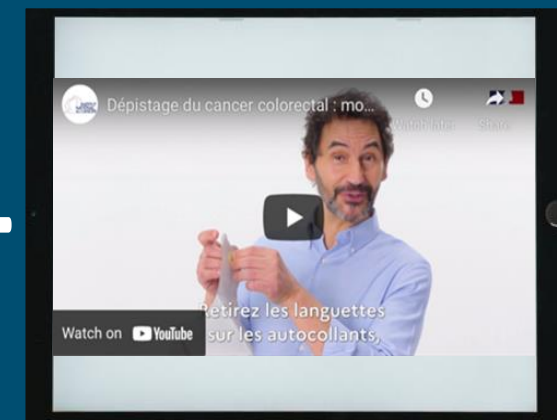 Dépistage du cancer colorectal : mo...
Watch later
Share
Retirez les languettes
sur les autocollants,
Watch on YouTube